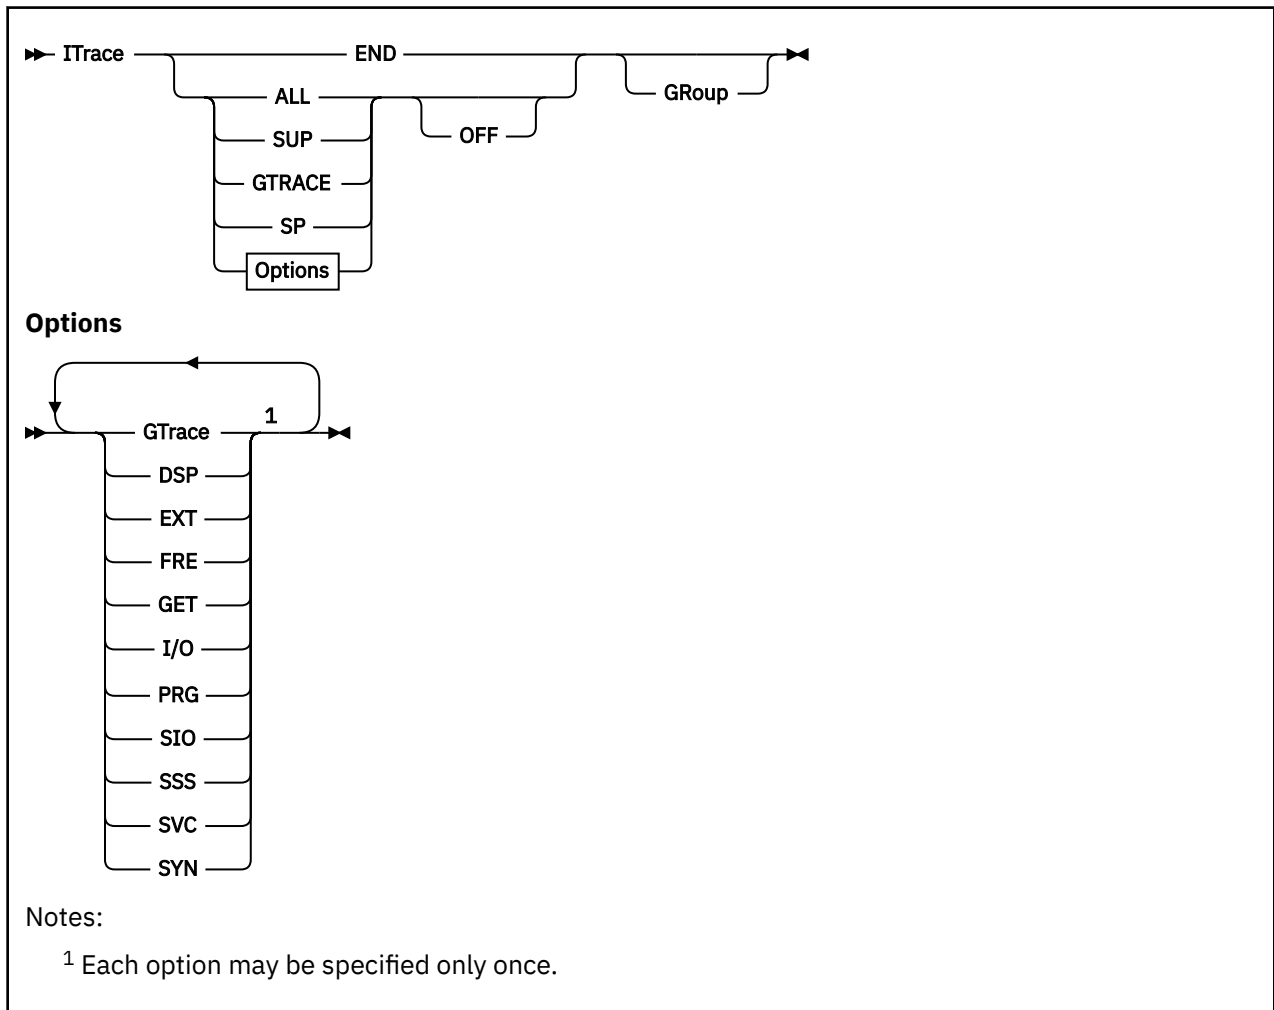 ITrace END
ALL GRoup
SUP OFF
GTRACE
SP
Options
Options
1
GTrace
DSP
EXT
FRE
GET
I/O
PRG
SIO
SSS
SVC
SYN
Notes:
1 Each option may be specified only once.